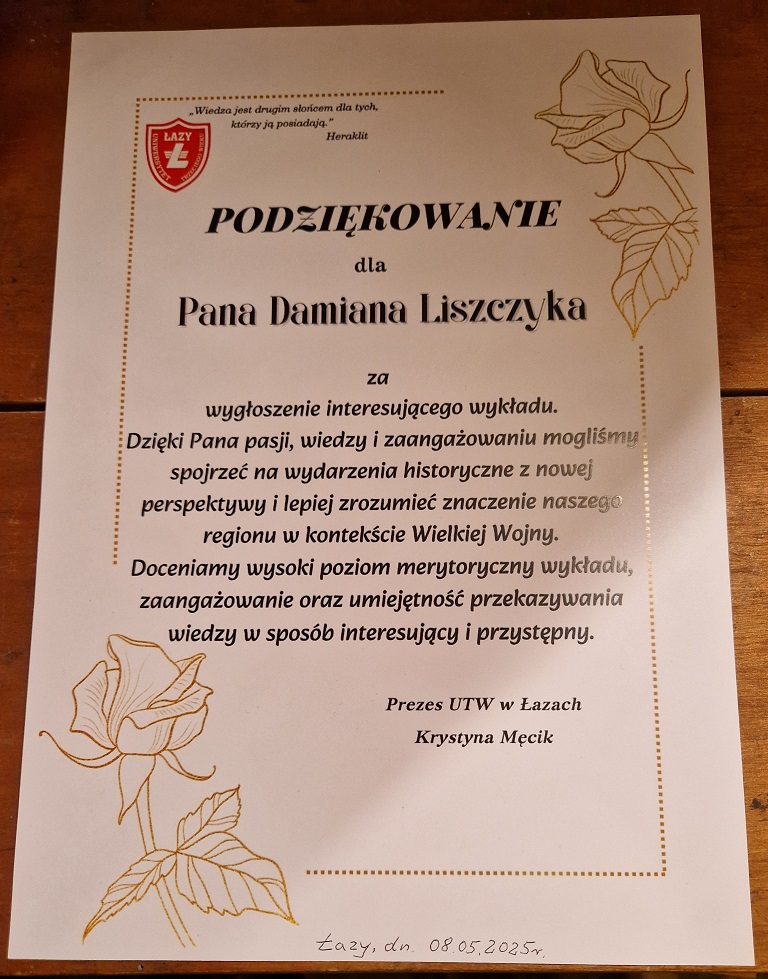 „Wiedza jest drugim słońcem dla tych,
którzy ją posiadają.”
Heraklit
ŁAZY
UNIWERSYTET TRZECIEGO WIEKU
Ł
PODZIĘKOWANIE
dla
Pana Damiana Liszczyka
za
wygłoszenie interesującego wykładu.
Dzięki Pana pasji, wiedzy i zaangażowaniu mogliśmy
spojrzeć na wydarzenia historyczne z nowej
perspektywy i lepiej zrozumieć znaczenie naszego
regionu w kontekście Wielkiej Wojny.
Doceniamy wysoki poziom merytoryczny wykładu,
zaangażowanie oraz umiejętność przekazywania
wiedzy w sposób interesujący i przystępny.
Prezes UTW w Łazach
Krystyna Męcik
Łazy, dn. 08.05.2025r.